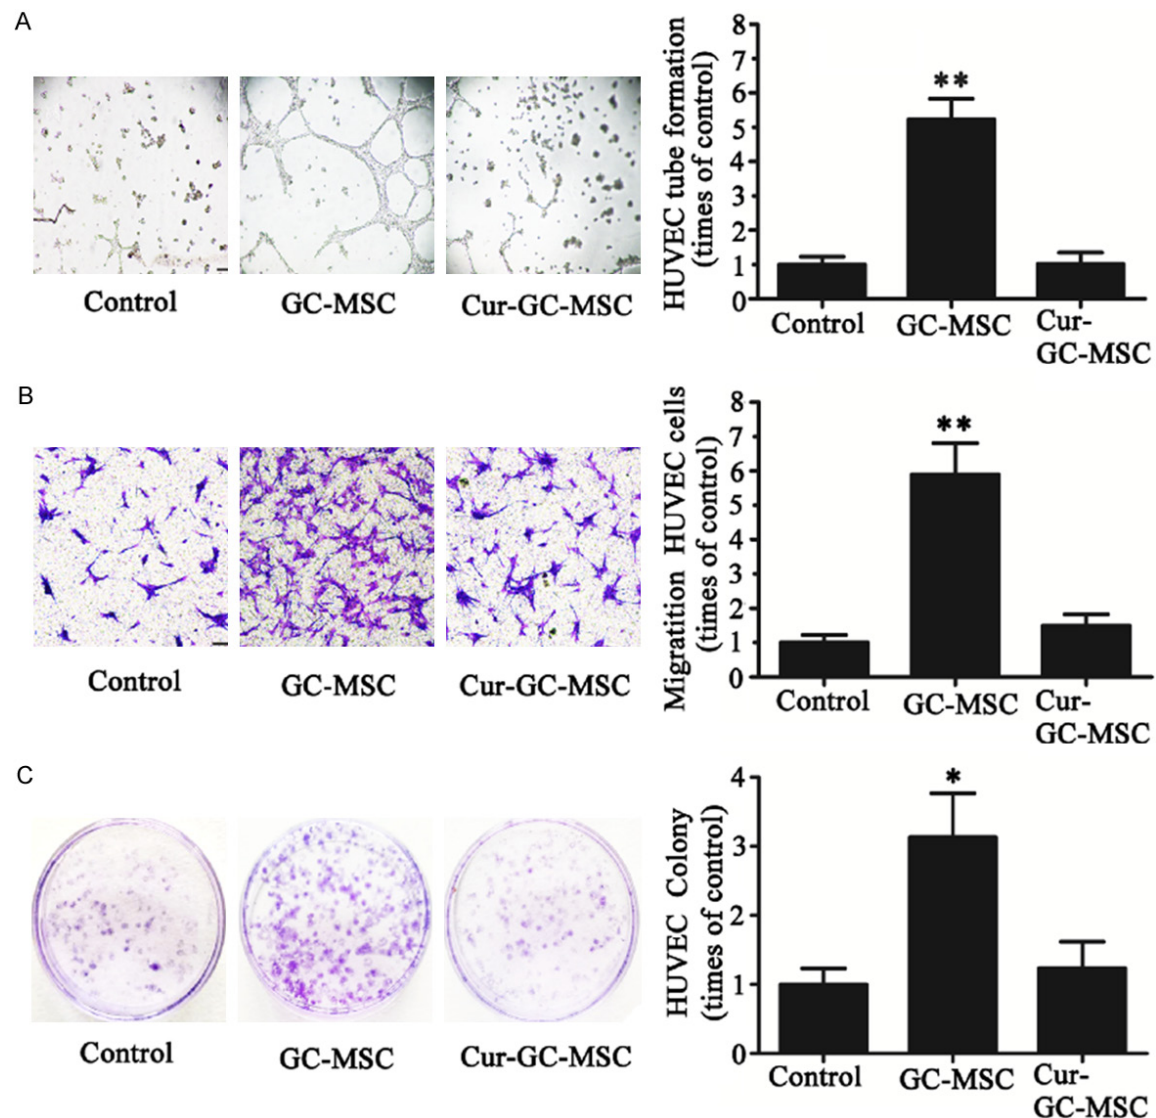 A
Control
GC-MSC
Cur-GC-MSC
HUVEC tube formation
(times of control)
8
7
6
5
4
3
2
1
0
**
Control
GC-MSC
Cur-
GC-MSC
B
Control
GC-MSC
Cur-GC-MSC
Migratition HUVEC cells
(times of control)
8
7
6
5
4
3
2
1
0
**
Control
GC-MSC
Cur-
GC-MSC
C
Control
GC-MSC
Cur-GC-MSC
HUVEC Colony
(times of control)
4
3
2
1
0
*
Control
GC-MSC
Cur-
GC-MSC